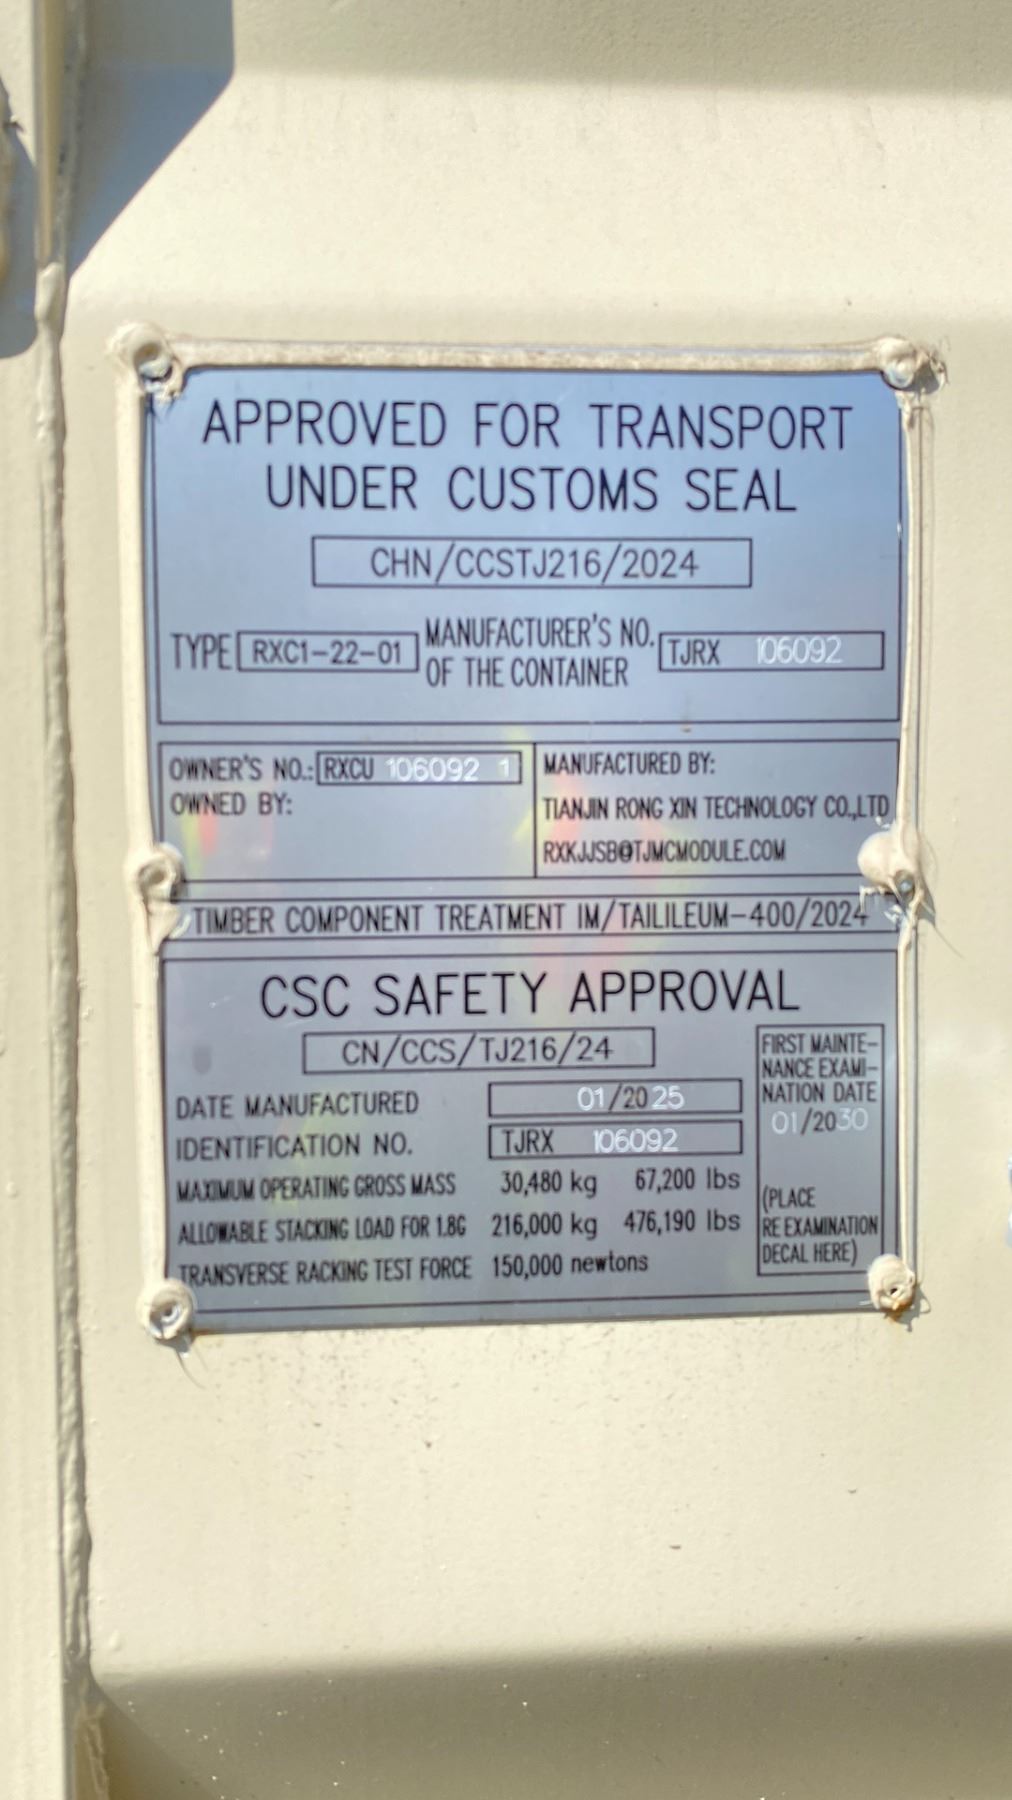 APPROVED FOR TRANSPORT
UNDER CUSTOMS SEAL
CHN/CCSTJ216/2024
TYPE RXC1-22-01 MANUFACTURER'S NO. OF THE CONTAINER TJRX 106092
OWNER'S NO.: RXCU 106092 1
OWNED BY:
MANUFACTURED BY:
TIANJIN RONG XIN TECHNOLOGY CO.,LTD
RXKJJSB@TJMCMODULE.COM
TIMBER COMPONENT TREATMENT IM/TAILILEUM-400/2024
CSC SAFETY APPROVAL
CN/CCS/TJ216/24
DATE MANUFACTURED 01/2025
IDENTIFICATION NO. TJRX 106092
MAXIMUM OPERATING GROSS MASS 30,480 kg 67,200 lbs
ALLOWABLE STACKING LOAD FOR 1.8G 216,000 kg 476,190 lbs
TRANSVERSE RACKING TEST FORCE 150,000 newtons
FIRST MAINTE-
NANCE EXAMI-
NATION DATE
01/2030
(PLACE
RE EXAMINATION
DECAL HERE)